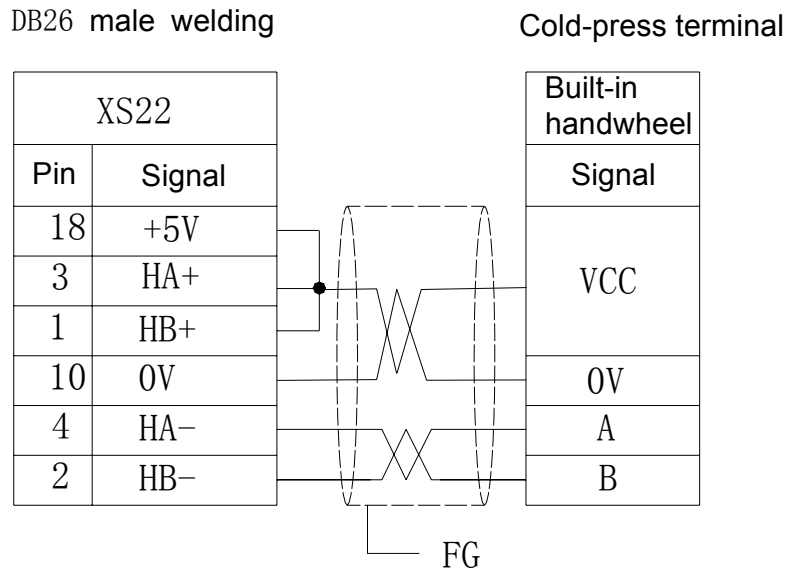 DB26 male welding
Cold-press terminal
XS22
Built-in
handwheel
Pin Signal
Signal
18 +5V
3 HA+
VCC
1 HB+
10 0V
0V
4 HA-
A
2 HB-
B
FG